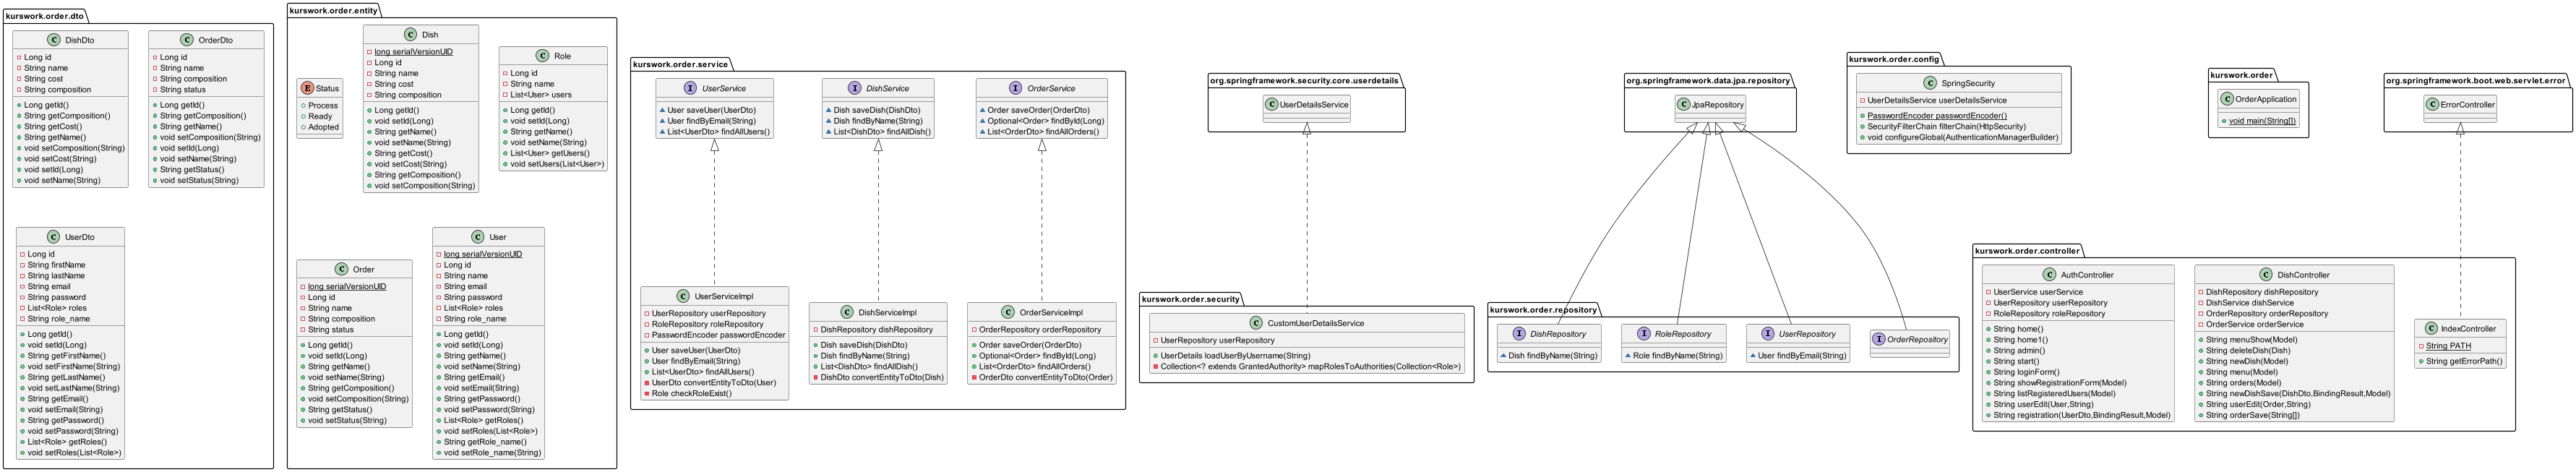 kurswork.order.dto
C DishDto
Long id
String name
String cost
String composition
Long getId()
String getComposition()
String getCost()
String getName()
void setComposition(String)
void setCost(String)
void setId(Long)
void setName(String)
C OrderDto
Long id
String name
String composition
String status
Long getId()
String getComposition()
String getName()
void setComposition(String)
void setId(Long)
void setName(String)
String getStatus()
void setStatus(String)
C UserDto
Long id
String firstName
String lastName
String email
String password
List<Role> roles
String role_name
Long getId()
void setId(Long)
String getFirstName()
void setFirstName(String)
String getLastName()
void setLastName(String)
String getEmail()
void setEmail(String)
String getPassword()
void setPassword(String)
List<Role> getRoles()
void setRoles(List<Role>)
kurswork.order.entity
E Status
Process
Ready
Adopted
C Dish
long serialVersionUID
Long id
String name
String cost
String composition
Long getId()
void setId(Long)
String getName()
void setName(String)
String getCost()
void setCost(String)
String getComposition()
void setComposition(String)
C Role
Long id
String name
List<User> users
Long getId()
void setId(Long)
String getName()
void setName(String)
List<User> getUsers()
void setUsers(List<User>)
C Order
long serialVersionUID
Long id
String name
String composition
String status
Long getId()
void setId(Long)
String getName()
void setName(String)
String getComposition()
void setComposition(String)
String getStatus()
void setStatus(String)
C User
long serialVersionUID
Long id
String name
String email
String password
List<Role> roles
String role_name
Long getId()
void setId(Long)
String getName()
void setName(String)
String getEmail()
void setEmail(String)
String getPassword()
void setPassword(String)
List<Role> getRoles()
void setRoles(List<Role>)
String getRole_name()
void setRole_name(String)
kurswork.order.service
I UserService
User saveUser(UserDto)
User findByEmail(String)
List<UserDto> findAllUsers()
I DishService
Dish saveDish(DishDto)
Dish findByName(String)
List<DishDto> findAllDish()
I OrderService
Order saveOrder(OrderDto)
Optional<Order> findById(Long)
List<OrderDto> findAllOrders()
C UserServiceImpl
UserRepository userRepository
RoleRepository roleRepository
PasswordEncoder passwordEncoder
User saveUser(UserDto)
User findByEmail(String)
List<UserDto> findAllUsers()
UserDto convertEntityToDto(User)
Role checkRoleExist()
C DishServiceImpl
DishRepository dishRepository
Dish saveDish(DishDto)
Dish findByName(String)
List<DishDto> findAllDish()
DishDto convertEntityToDto(Dish)
C OrderServiceImpl
OrderRepository orderRepository
Order saveOrder(OrderDto)
Optional<Order> findById(Long)
List<OrderDto> findAllOrders()
OrderDto convertEntityToDto(Order)
org.springframework.security.core.userdetails
C UserDetailsService
kurswork.order.security
C CustomUserDetailsService
UserRepository userRepository
UserDetails loadUserByUsername(String)
Collection<? extends GrantedAuthority> mapRolesToAuthorities(Collection<Role>)
org.springframework.data.jpa.repository
C JpaRepository
kurswork.order.repository
I DishRepository
Dish findByName(String)
I RoleRepository
Role findByName(String)
I UserRepository
User findByEmail(String)
I OrderRepository
kurswork.order.config
C SpringSecurity
UserDetailsService userDetailsService
PasswordEncoder passwordEncoder()
SecurityFilterChain filterChain(HttpSecurity)
void configureGlobal(AuthenticationManagerBuilder)
kurswork.order
C OrderApplication
void main(String[])
org.springframework.boot.web.servlet.error
C ErrorController
kurswork.order.controller
C AuthController
UserService userService
UserRepository userRepository
RoleRepository roleRepository
String home()
String home1()
String admin()
String start()
String loginForm()
String showRegistrationForm(Model)
String listRegisteredUsers(Model)
String userEdit(User,String)
String registration(UserDto,BindingResult,Model)
C DishController
DishRepository dishRepository
DishService dishService
OrderRepository orderRepository
OrderService orderService
String menuShow(Model)
String deleteDish(Dish)
String newDish(Model)
String menu(Model)
String orders(Model)
String newDishSave(DishDto,BindingResult,Model)
String userEdit(Order,String)
String orderSave(String[])
C IndexController
String PATH
String getErrorPath()